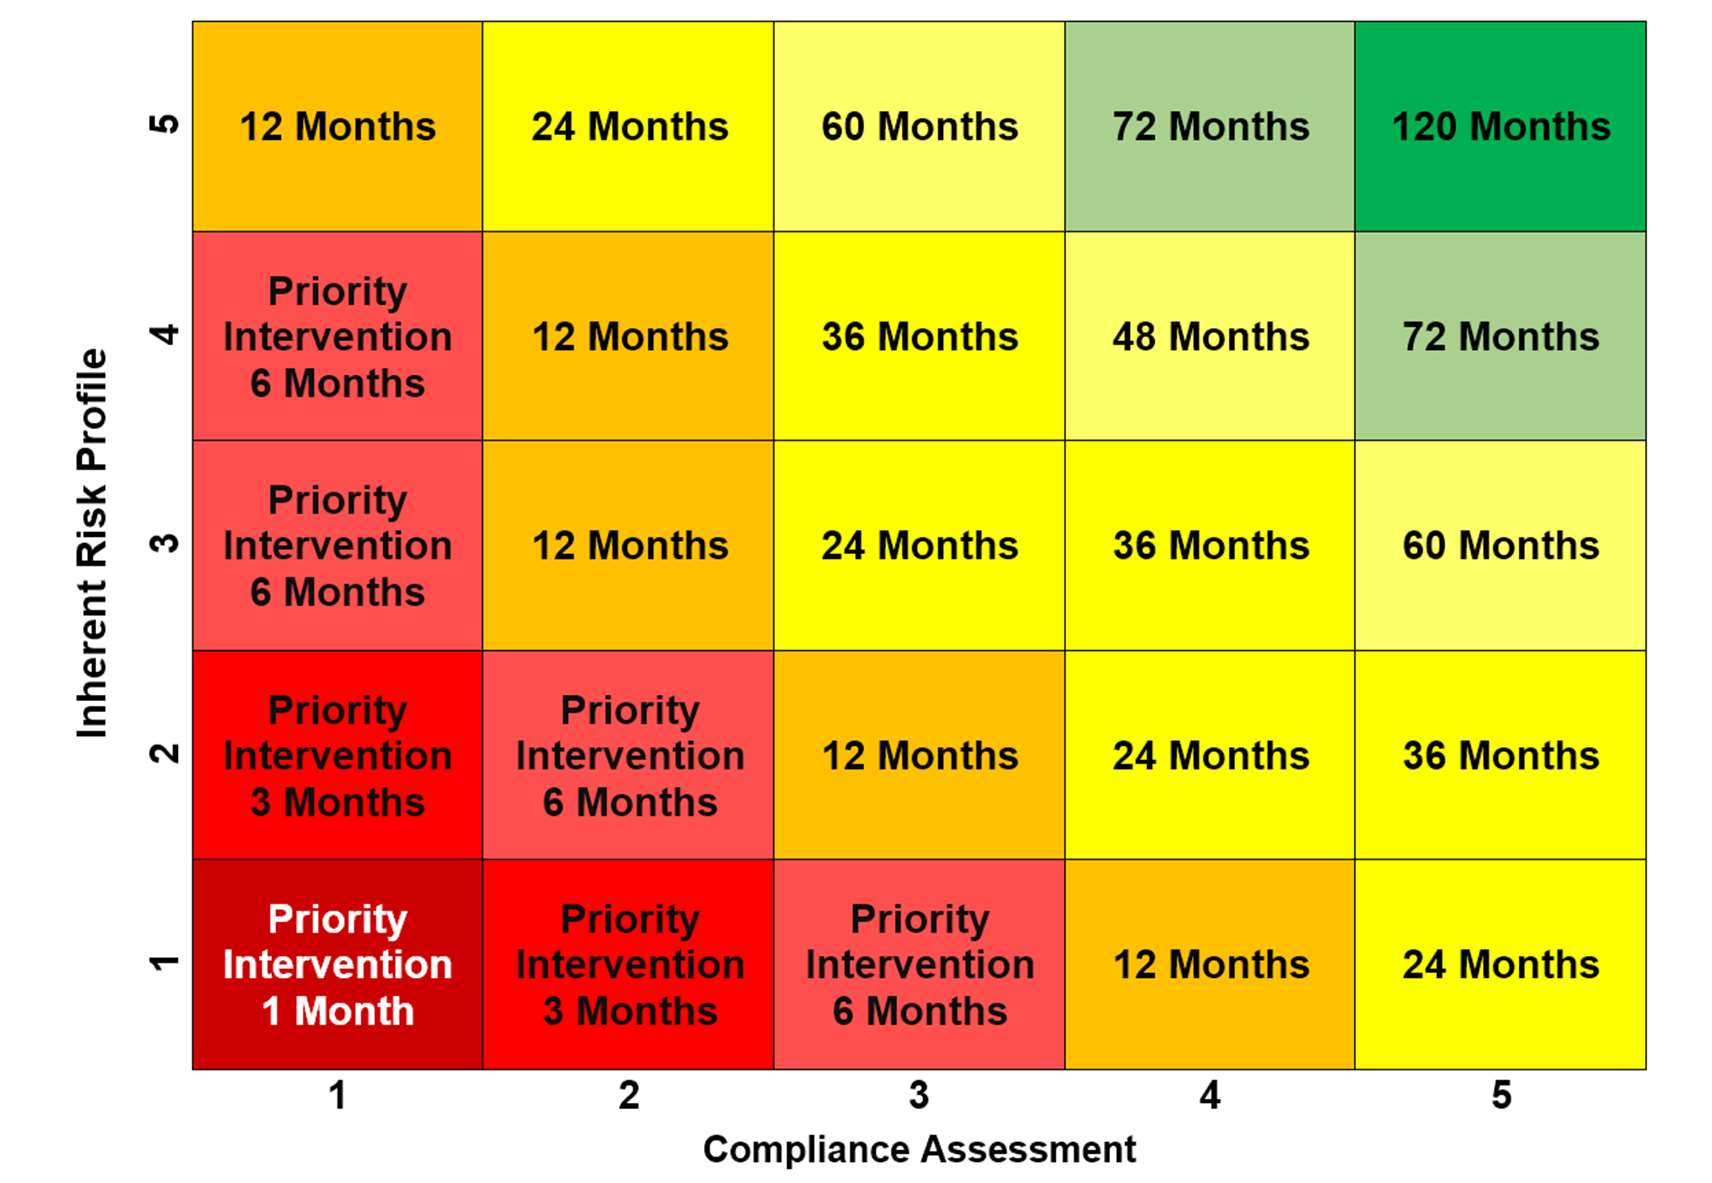 5
12 Months
24 Months
60 Months
72 Months
120 Months
4
Priority
Intervention
6 Months
12 Months
36 Months
48 Months
72 Months
Inherent Risk Profile
3
Priority
Intervention
6 Months
12 Months
24 Months
36 Months
60 Months
2
Priority
Intervention
3 Months
Priority
Intervention
6 Months
12 Months
24 Months
36 Months
1
Priority
Intervention
1 Month
Priority
Intervention
3 Months
Priority
Intervention
6 Months
12 Months
24 Months
1
2
3
4
5
Compliance Assessment